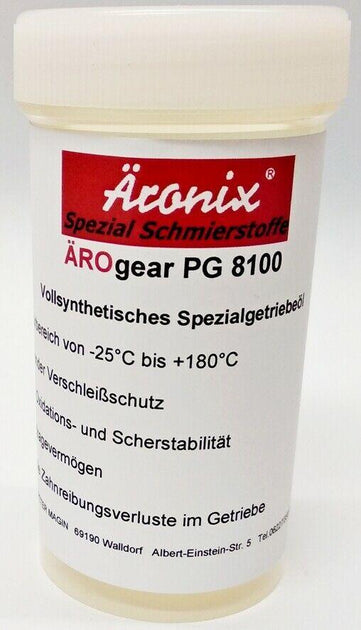 Äronix®
Spezial Schmierstoffe
ÄROgear PG 8100
Vollsynthetisches Spezialgetriebeöl
bereich von -25°C bis +180°C
der Verschleißschutz
Oxidations- und Scherstabilität
agevermögen
Zahnreibungsverluste im Getriebe
MAGIN 69190 Walldorf Albert-Einstein-Str. 5 Tel.